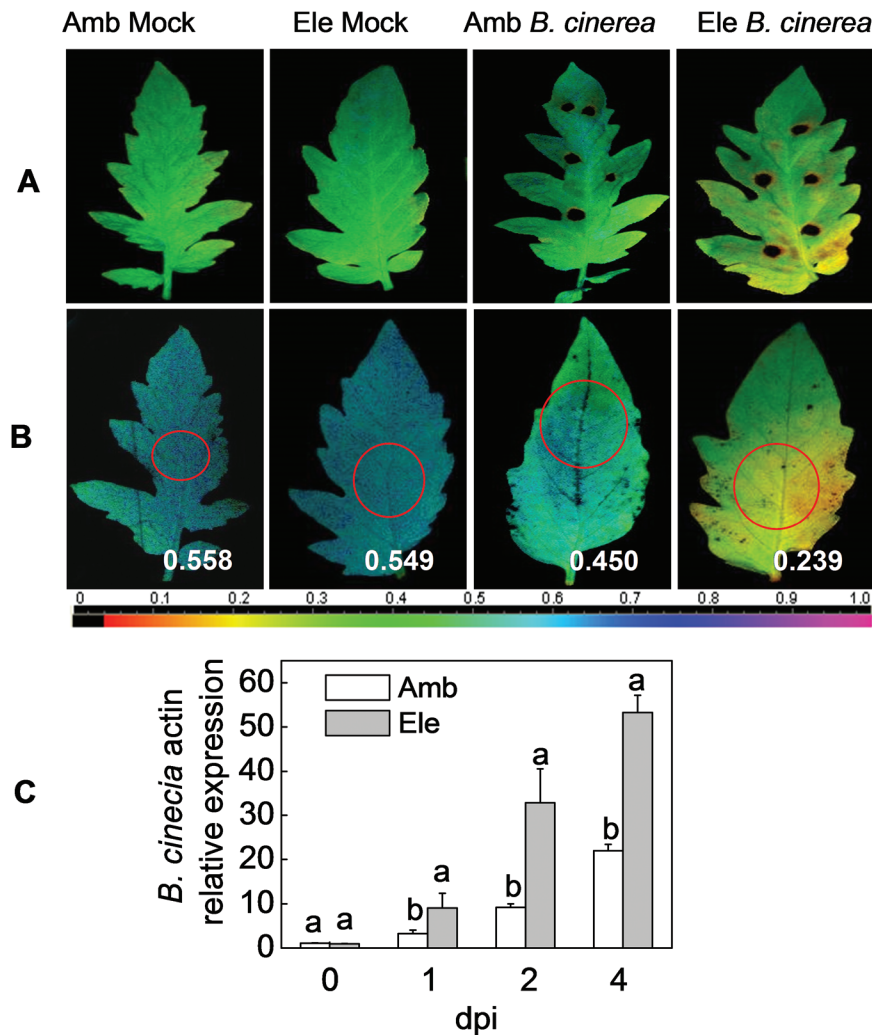 Amb Mock Ele Mock Amb B. cinerea Ele B. cinerea
A
B
0.558 0.549 0.450 0.239
0 0.1 0.2 0.3 0.4 0.5 0.6 0.7 0.8 0.9 1.0
C
B. cinecia actin
relative expression
60
50
40
30
20
10
0
Amb
Ele
a a b a b a b a
0 1 2 4
dpi